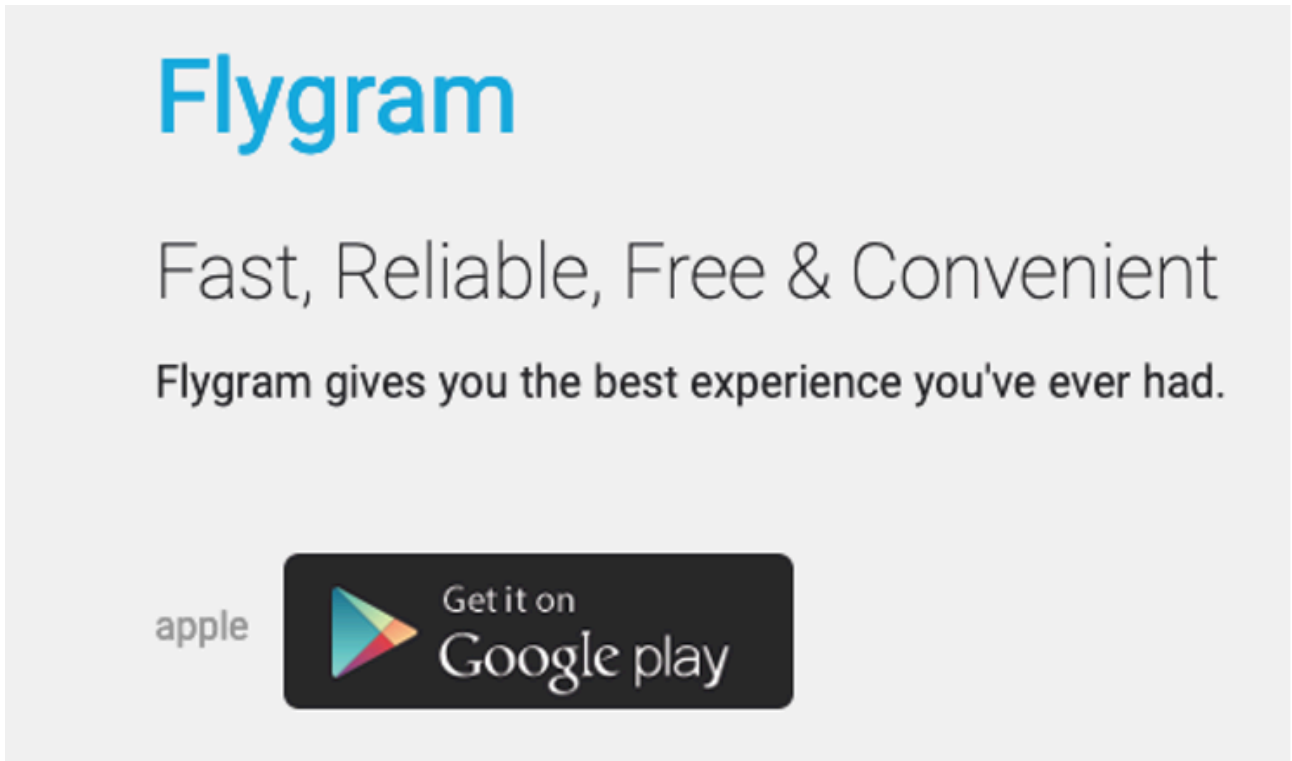 Flygram
Fast, Reliable, Free & Convenient
Flygram gives you the best experience you've ever had.
apple
Get it on
Google play